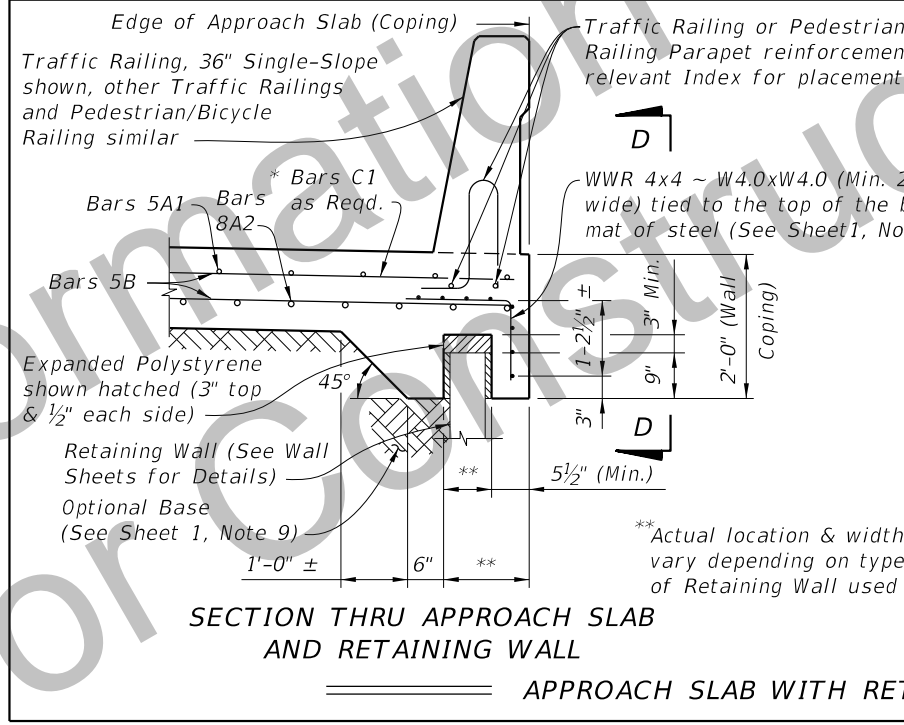 Edge of Approach Slab (Coping)
Traffic Railing, 36" Single-Slope
shown, other Traffic Railings
and Pedestrian/Bicycle
Railing similar
Traffic Railing or Pedestrian
Railing Parapet reinforcemen
relevant Index for placement
D
* Bars C1
as Reqd.
Bars 5A1
Bars
8A2
WWR 4x4 ~ W4.0xW4.0 (Min. 2
wide) tied to the top of the b
mat of steel (See Sheet1, No
Bars 5B
1'-2½" ±
3" Min.
9"
3"
2'-0" (Wall
Coping)
Expanded Polystyrene
shown hatched (3" top
& ½" each side)
45°
D
Retaining Wall (See Wall
Sheets for Details)
**
5½" (Min.)
Optional Base
(See Sheet 1, Note 9)
1'-0" ±
6"
**
**Actual location & width
vary depending on type
of Retaining Wall used
SECTION THRU APPROACH SLAB
AND RETAINING WALL
APPROACH SLAB WITH RET
ormation
or Construc